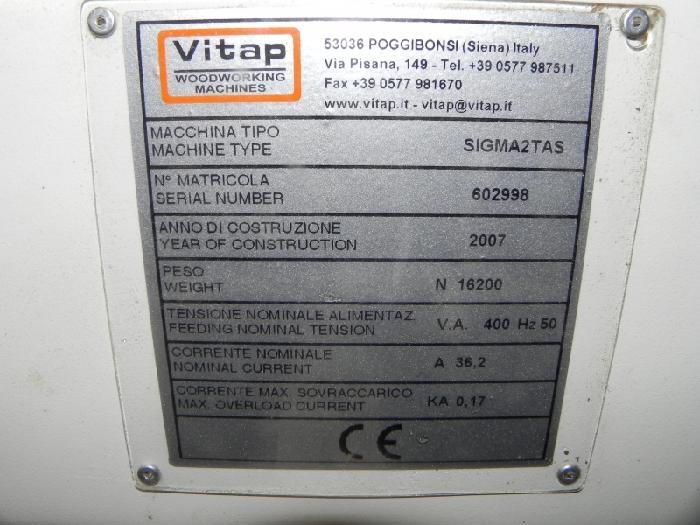 Vitap
WOODWORKING
MACHINES
53036 POGGIBONSI (Siena) Italy
Via Pisana, 149 - Tel. +39 0577 987511
Fax +39 0577 981670
www.vitap.it - vitap@vitap.it
MACCHINA TIPO
MACHINE TYPE
SIGMA2TAS
N° MATRICOLA
SERIAL NUMBER
602998
ANNO DI COSTRUZIONE
YEAR OF CONSTRUCTION
2007
PESO
WEIGHT
N 16200
TENSIONE NOMINALE ALIMENTAZ.
FEEDING NOMINAL TENSION
V.A. 400 Hz 50
CORRENTE NOMINALE
NOMINAL CURRENT
A 36,2
CORRENTE MAX. SOVRACCARICO
MAX. OVERLOAD CURRENT
KA 0,17
CE